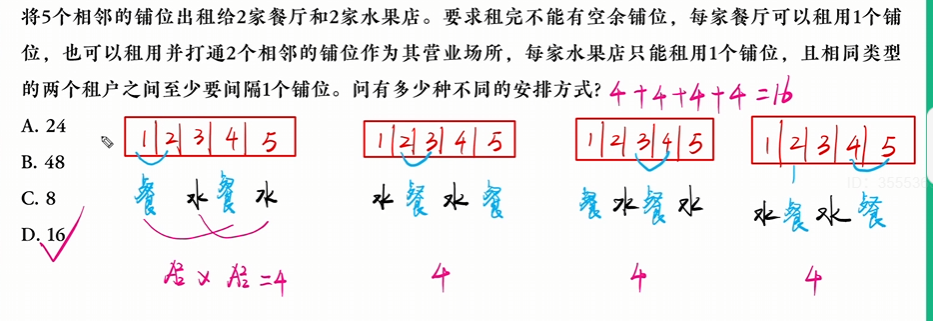 将5个相邻的铺位出租给2家餐厅和2家水果店。要求租完不能有空余铺位，每家餐厅可以租用1个铺
位，也可以租用并打通2个相邻的铺位作为其营业场所，每家水果店只能租用1个铺位，且相同类型
的两个租户之间至少要间隔1个铺位。问有多少种不同的安排方式? 4+4+4+4=16
A. 24
B. 48
C. 8
D. 16
1 2 3 4 5
餐 水 餐 水
A₂² × A₂² = 4
1 2 3 4 5
水 餐 水 餐
4
1 2 3 4 5
餐 水 餐 水
4
1 2 3 4 5
水 餐 水 餐
4